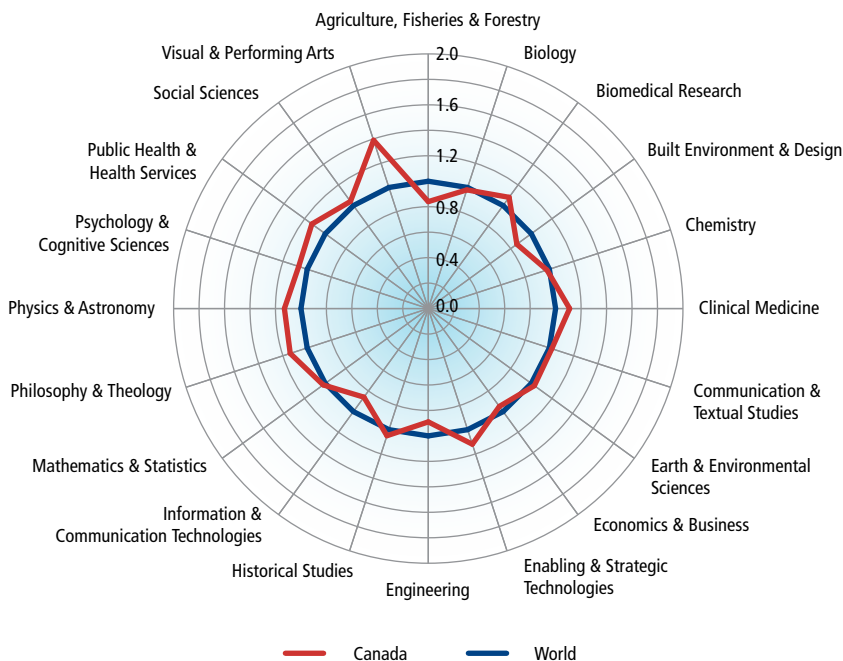 Agriculture, Fisheries & Forestry
Visual & Performing Arts
2.0
Biology
Social Sciences
Biomedical Research
1.6
Public Health &
Health Services
1.2
Built Environment & Design
0.8
Psychology &
Cognitive Sciences
Chemistry
0.4
Physics & Astronomy
0.0
Clinical Medicine
Philosophy & Theology
Communication &
Textual Studies
Mathematics & Statistics
Earth & Environmental
Sciences
Information &
Communication Technologies
Economics & Business
Historical Studies
Engineering
Enabling & Strategic
Technologies
Canada
World